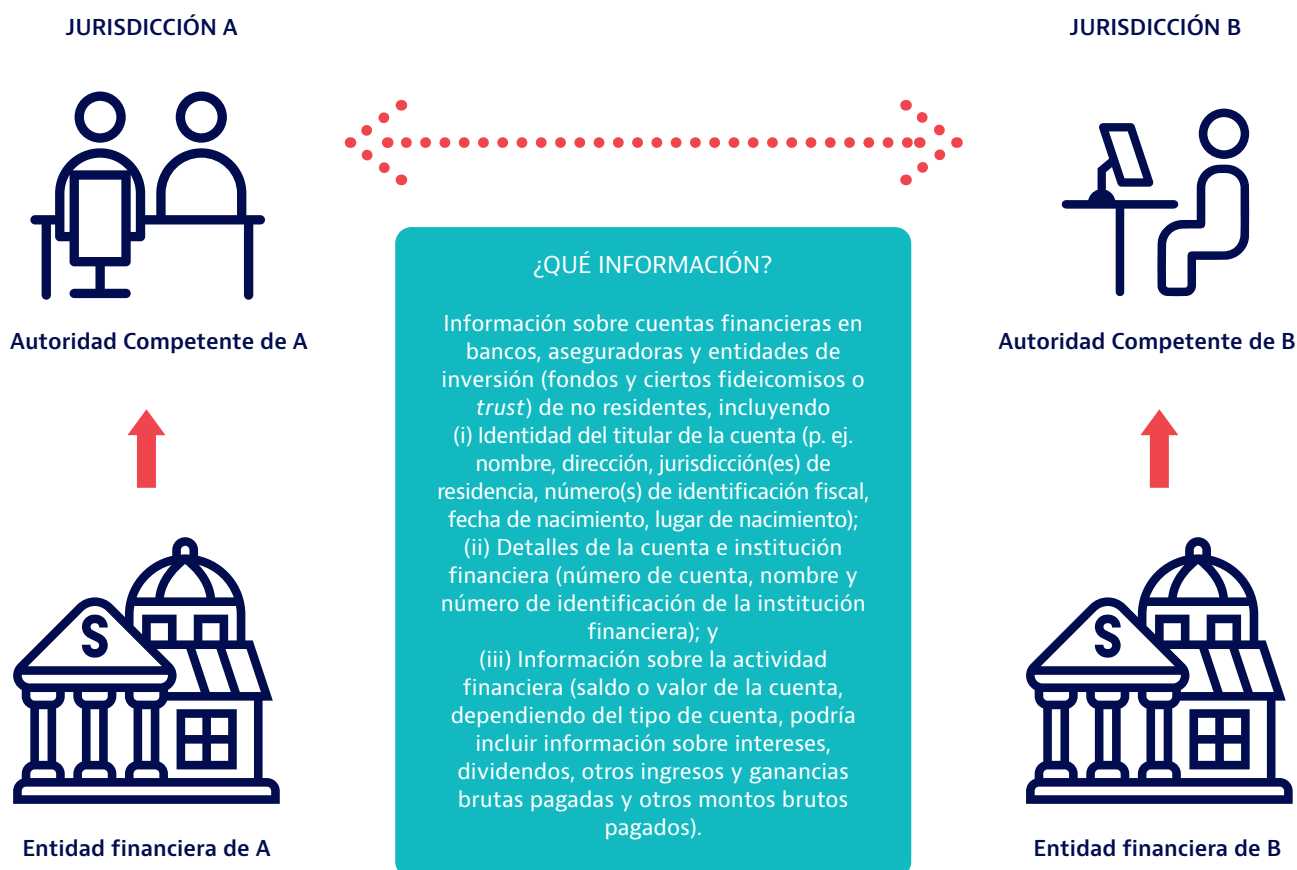 JURISDICCIÓN A
JURISDICCIÓN B
Autoridad Competente de A
Autoridad Competente de B
¿QUÉ INFORMACIÓN?
Información sobre cuentas financieras en
bancos, aseguradoras y entidades de
inversión (fondos y ciertos fideicomisos o
trust) de no residentes, incluyendo
(i) Identidad del titular de la cuenta (p. ej.
nombre, dirección, jurisdicción(es) de
residencia, número(s) de identificación fiscal,
fecha de nacimiento, lugar de nacimiento);
(ii) Detalles de la cuenta e institución
financiera (número de cuenta, nombre y
número de identificación de la institución
financiera); y
(iii) Información sobre la actividad
financiera (saldo o valor de la cuenta,
dependiendo del tipo de cuenta, podría
incluir información sobre intereses,
dividendos, otros ingresos y ganancias
brutas pagadas y otros montos brutos
pagados).
S
S
Entidad financiera de A
Entidad financiera de B